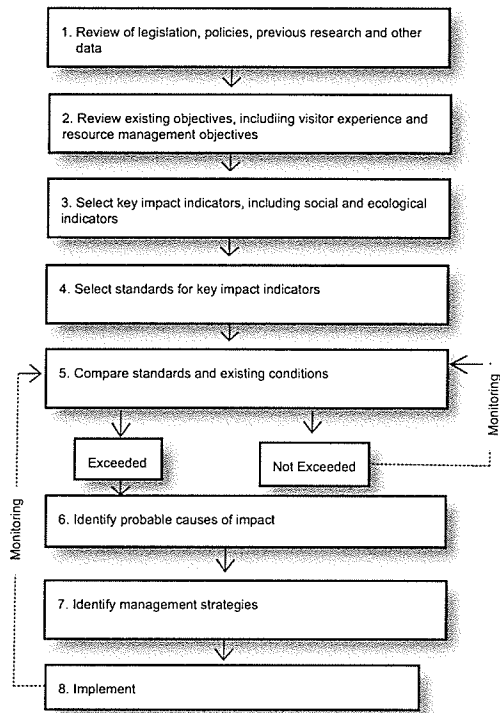 1. Review of legislation, policies, previous research and other
data
2. Review existing objectives, includiing visitor experience and
resource management objectives
3. Select key impact indicators, including social and ecological
indicators
4. Select standards for key impact indicators
5. Compare standards and existing conditions
Monitoring
Exceeded
Not Exceeded
6. Identify probable causes of impact
Monitoring
7. Identify management strategies
8. Implement